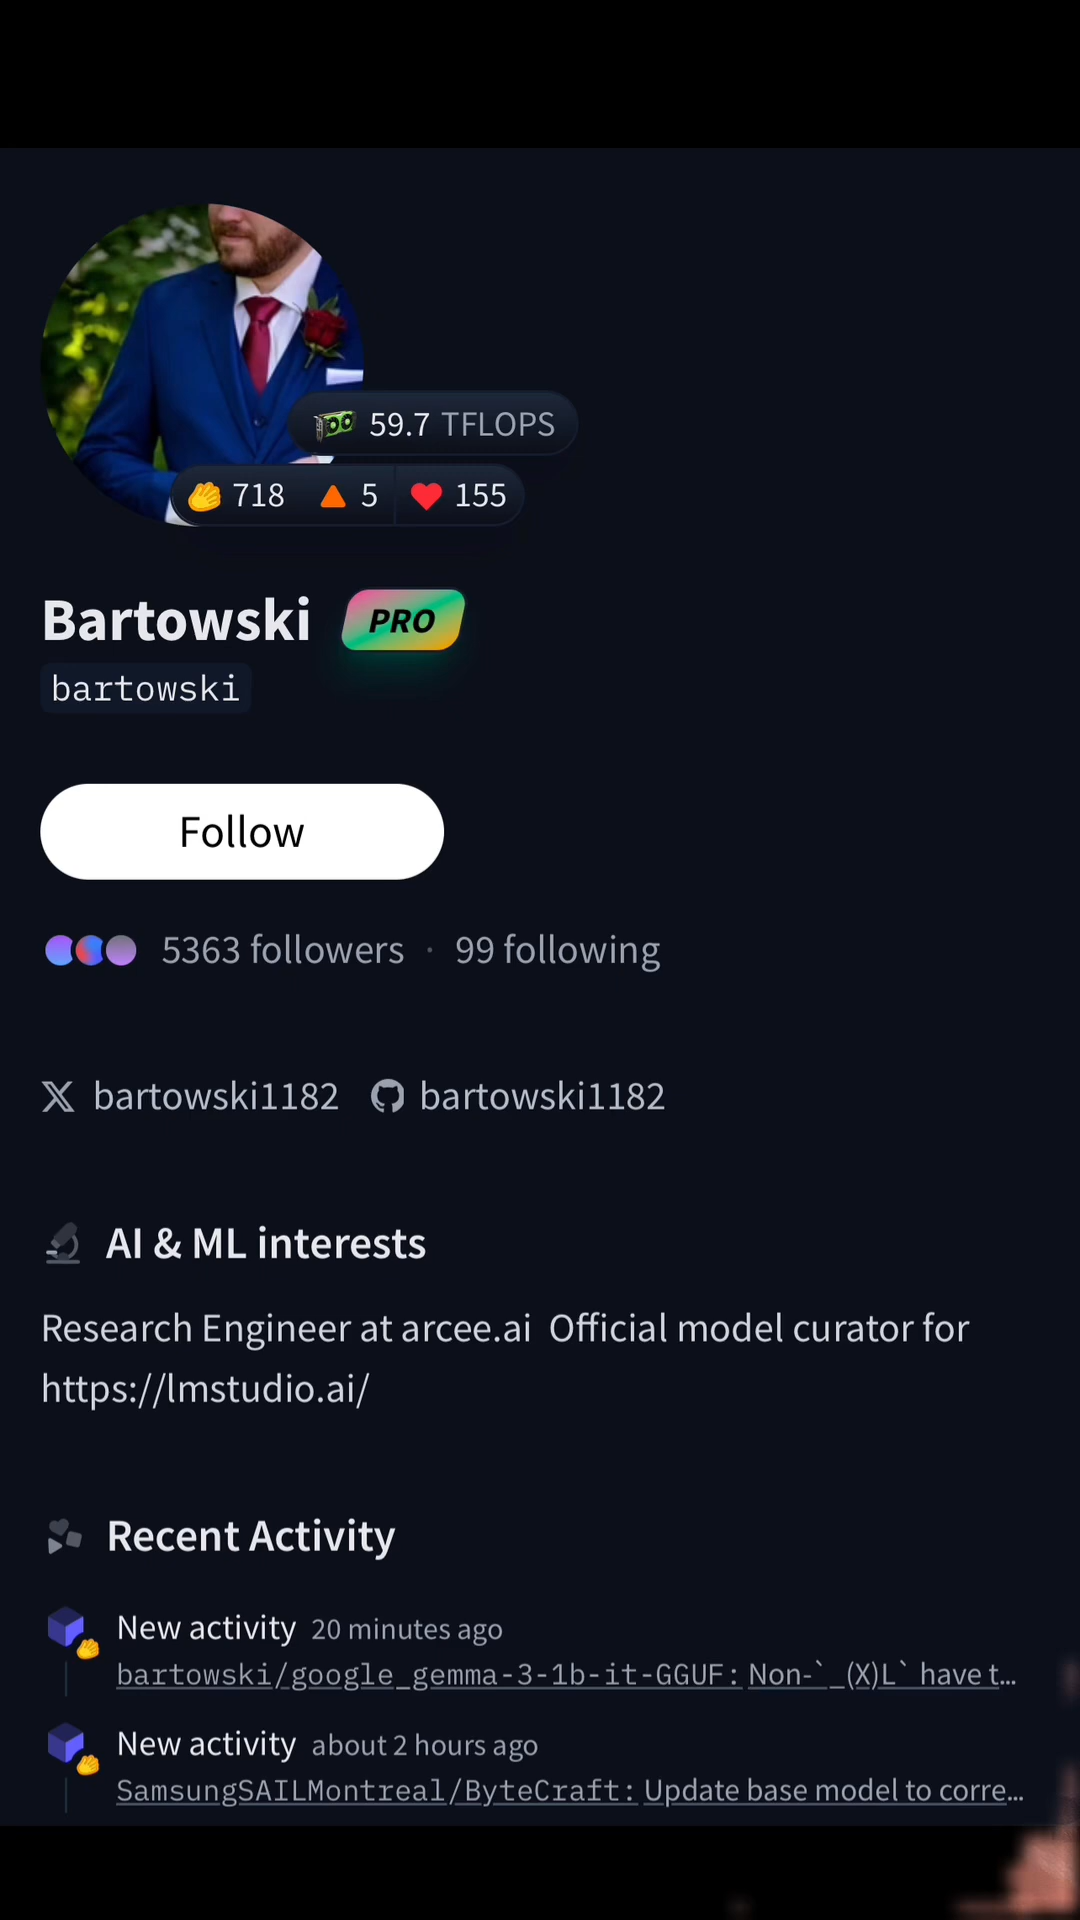 59.7 TFLOPS
718 5 155
Bartowski PRO
bartowski
Follow
5363 followers · 99 following
bartowski1182 bartowski1182
AI & ML interests
Research Engineer at arcee.ai Official model curator for
https://lmstudio.ai/
Recent Activity
New activity 20 minutes ago
bartowski/google_gemma-3-1b-it-GGUF: Non-`_(X)L` have t...
New activity about 2 hours ago
SamsungSAILMontreal/ByteCraft: Update base model to corre...